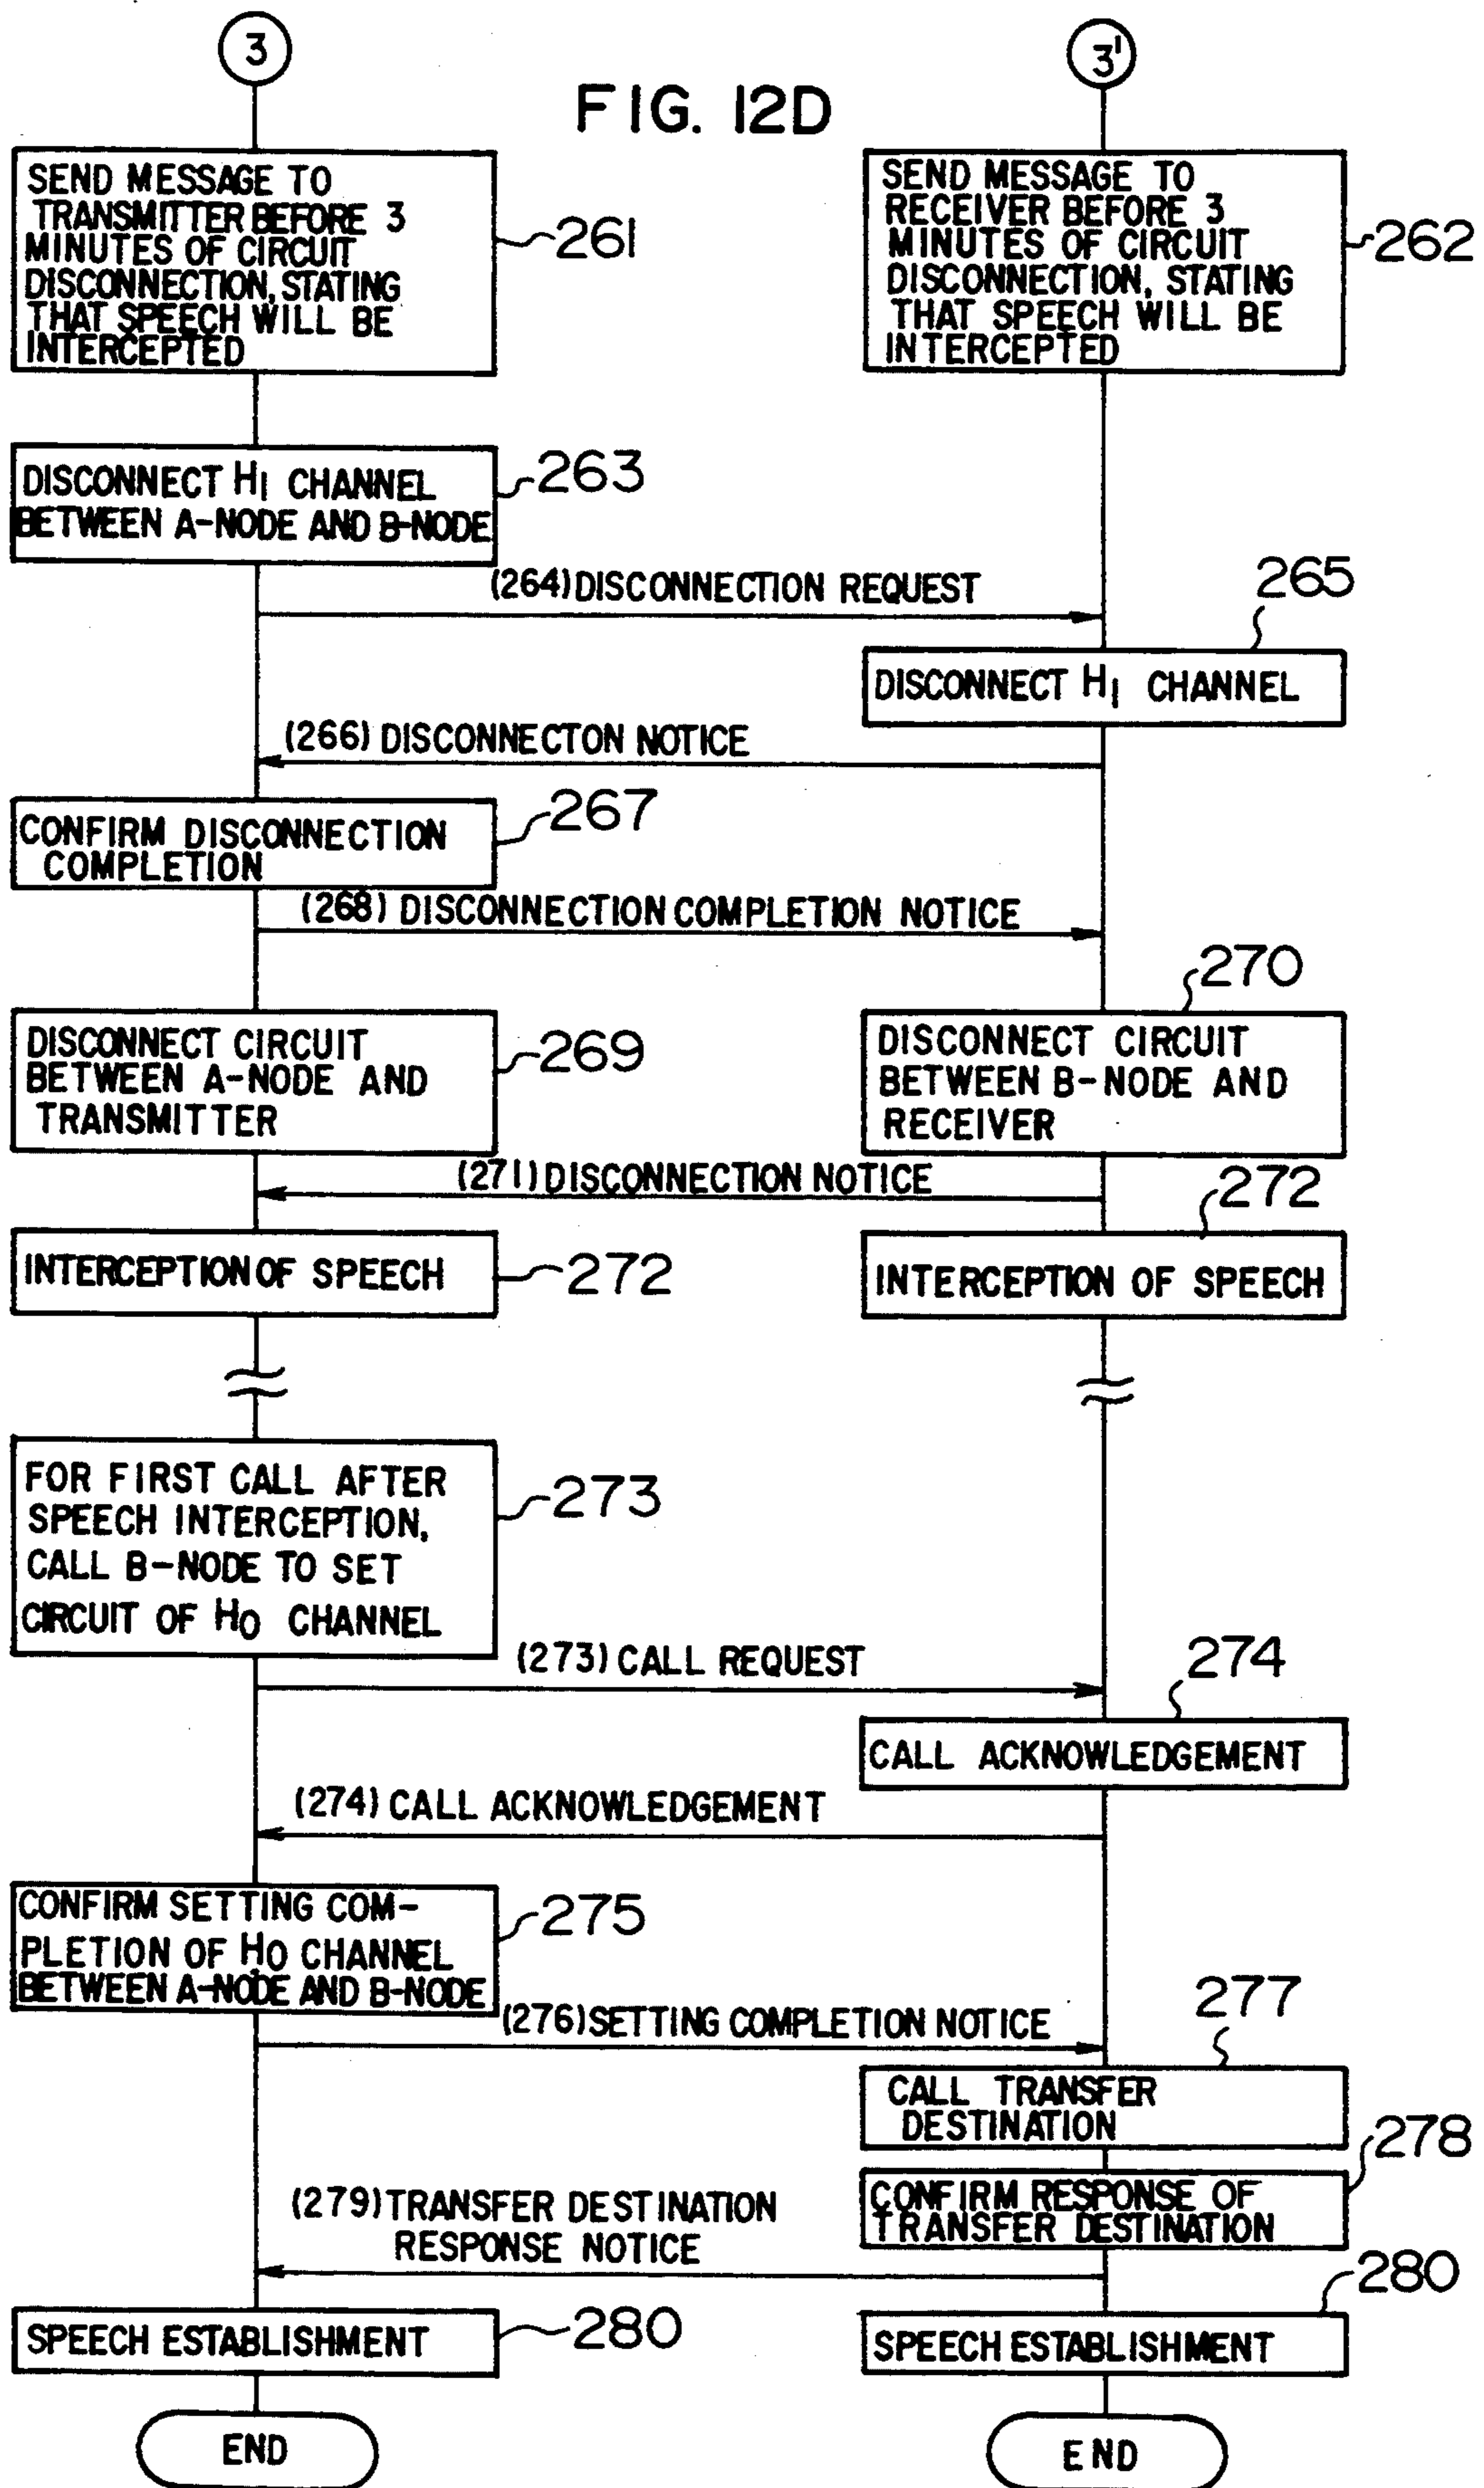 3
3'
FIG. 12D
SEND MESSAGE TO
TRANSMITTER BEFORE 3
MINUTES OF CIRCUIT
DISCONNECTION, STATING
THAT SPEECH WILL BE
INTERCEPTED
261
SEND MESSAGE TO
RECEIVER BEFORE 3
MINUTES OF CIRCUIT
DISCONNECTION, STATING
THAT SPEECH WILL BE
INTERCEPTED
262
DISCONNECT H1 CHANNEL
BETWEEN A-NODE AND B-NODE
263
(264) DISCONNECTION REQUEST
265
DISCONNECT H1 CHANNEL
(266) DISCONNECTON NOTICE
CONFIRM DISCONNECTION
COMPLETION
267
(268) DISCONNECTION COMPLETION NOTICE
270
DISCONNECT CIRCUIT
BETWEEN A-NODE AND
TRANSMITTER
269
DISCONNECT CIRCUIT
BETWEEN B-NODE AND
RECEIVER
(271) DISCONNECTION NOTICE
272
INTERCEPTION OF SPEECH
272
INTERCEPTION OF SPEECH
FOR FIRST CALL AFTER
SPEECH INTERCEPTION,
CALL B-NODE TO SET
CIRCUIT OF H0 CHANNEL
273
(273) CALL REQUEST
274
CALL ACKNOWLEDGEMENT
(274) CALL ACKNOWLEDGEMENT
CONFIRM SETTING COM-
PLETION OF H0 CHANNEL
BETWEEN A-NODE AND B-NODE
275
(276) SETTING COMPLETION NOTICE
277
CALL TRANSFER
DESTINATION
278
CONFIRM RESPONSE OF
TRANSFER DESTINATION
(279) TRANSFER DESTINATION
RESPONSE NOTICE
280
SPEECH ESTABLISHMENT
280
SPEECH ESTABLISHMENT
END
END